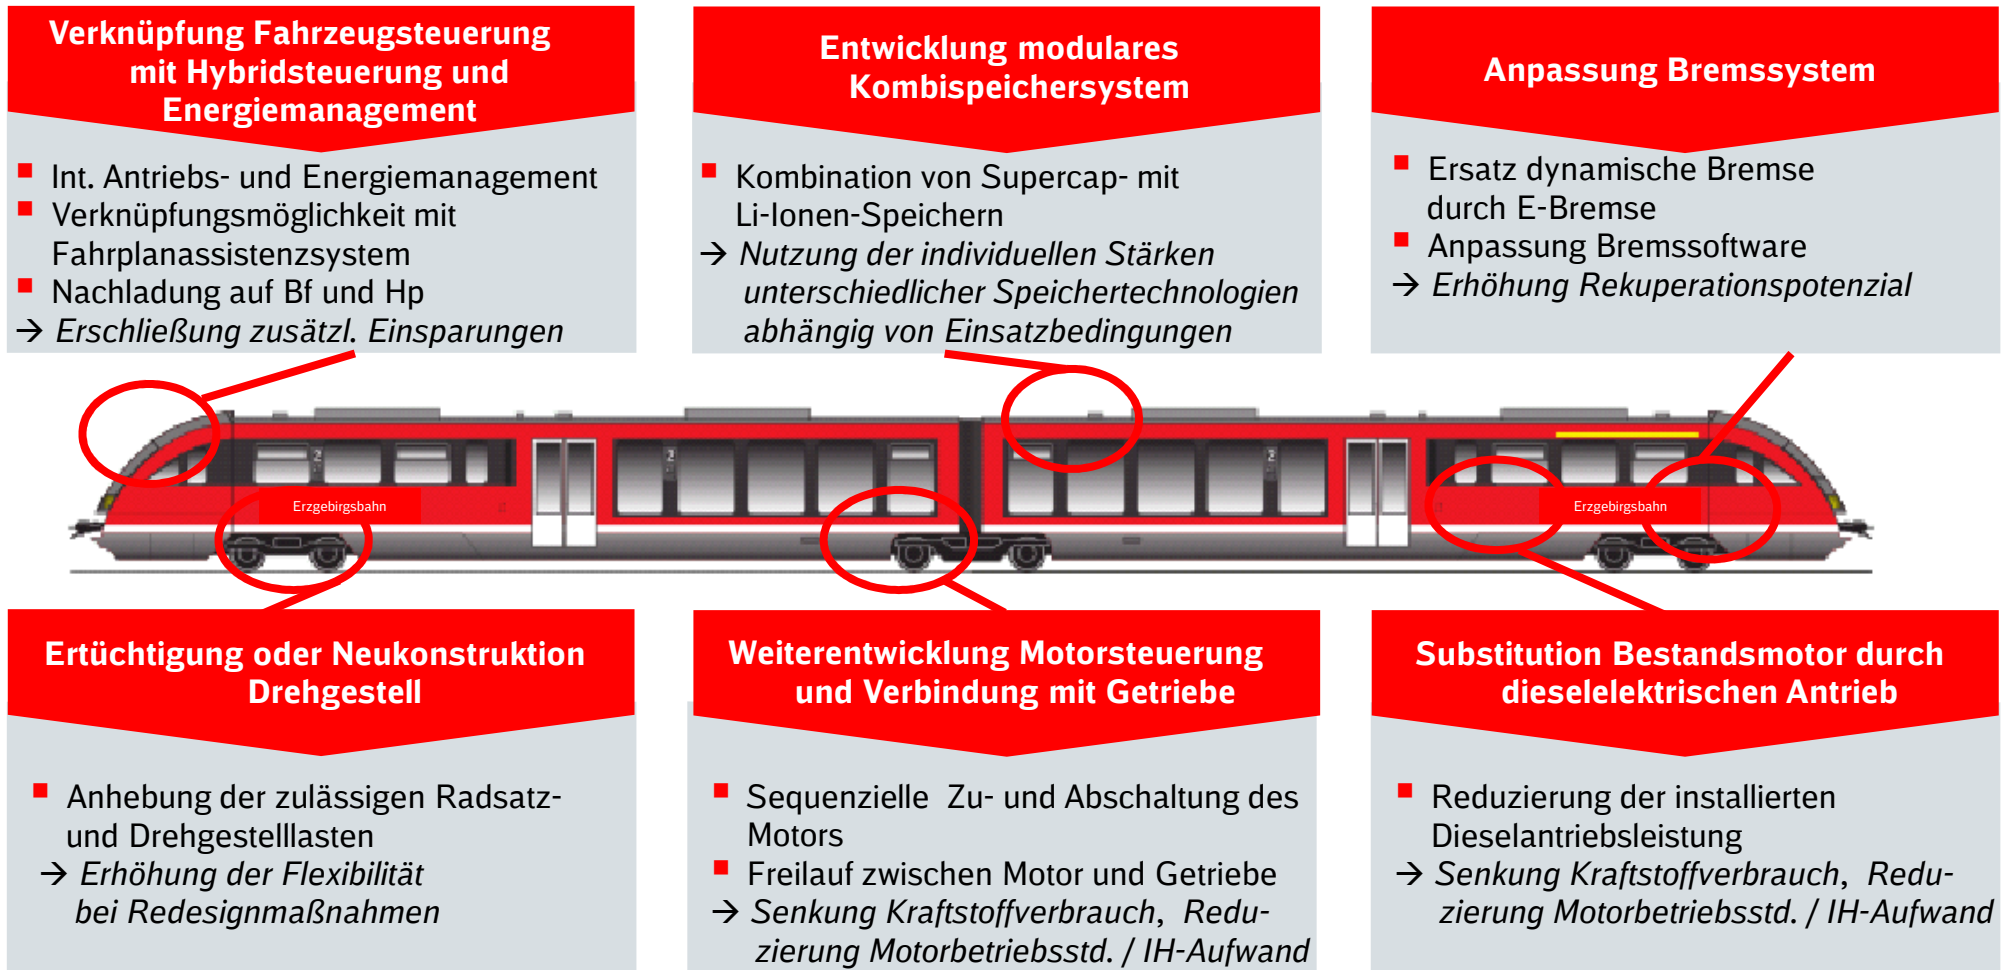 Verknüpfung Fahrzeugsteuerung
mit Hybridsteuerung und
Energiemanagement
▪ Int. Antriebs- und Energiemanagement
▪ Verknüpfungsmöglichkeit mit
Fahrplanassistenzsystem
▪ Nachladung auf Bf und Hp
→ Erschließung zusätzl. Einsparungen
Entwicklung modulares
Kombispeichersystem
▪ Kombination von Supercap- mit
Li-Ionen-Speichern
→ Nutzung der individuellen Stärken
unterschiedlicher Speichertechnologien
abhängig von Einsatzbedingungen
Anpassung Bremssystem
▪ Ersatz dynamische Bremse
durch E-Bremse
▪ Anpassung Bremssoftware
→ Erhöhung Rekuperationspotenzial
2
2
2
Erzgebirgsbahn
Erzgebirgsbahn
Ertüchtigung oder Neukonstruktion
Drehgestell
▪ Anhebung der zulässigen Radsatz-
und Drehgestelllasten
→ Erhöhung der Flexibilität
bei Redesignmaßnahmen
Weiterentwicklung Motorsteuerung
und Verbindung mit Getriebe
▪ Sequenzielle Zu- und Abschaltung des
Motors
▪ Freilauf zwischen Motor und Getriebe
→ Senkung Kraftstoffverbrauch, Redu-
zierung Motorbetriebsstd. / IH-Aufwand
Substitution Bestandsmotor durch
dieselelektrischen Antrieb
▪ Reduzierung der installierten
Dieselantriebsleistung
→ Senkung Kraftstoffverbrauch, Redu-
zierung Motorbetriebsstd. / IH-Aufwand